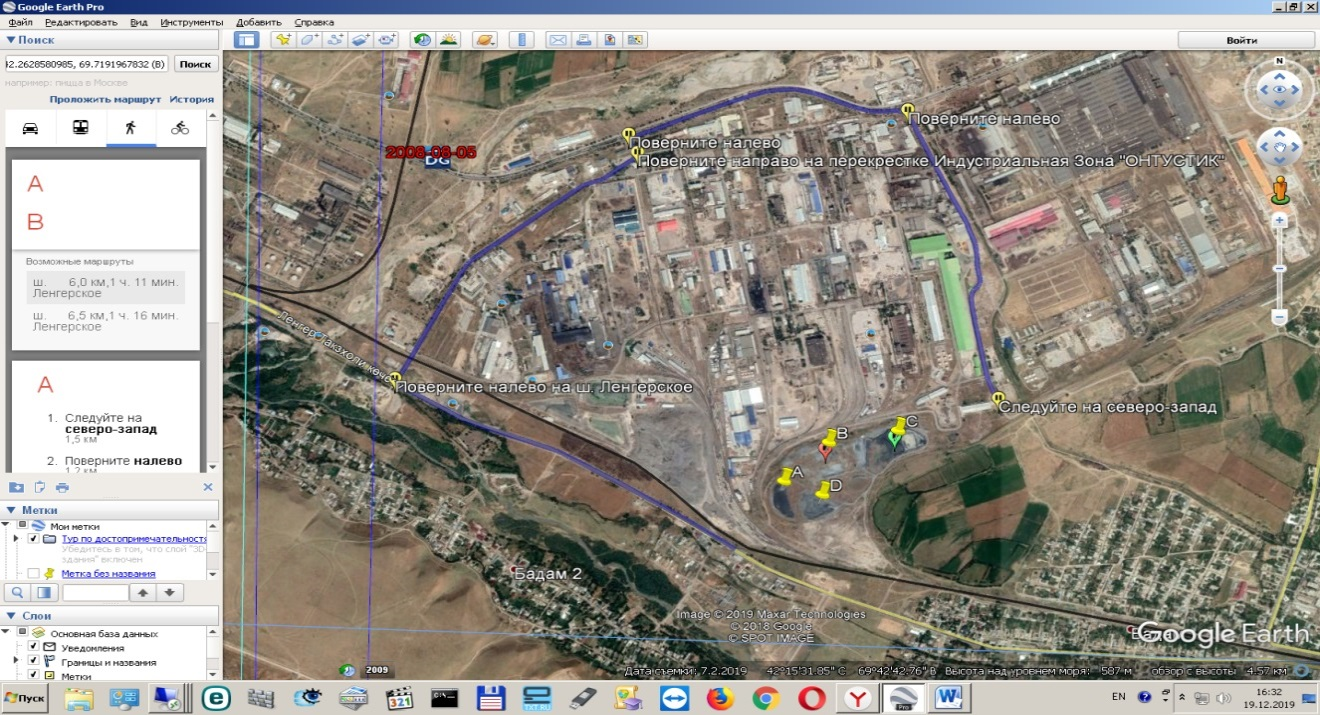 Google Earth Pro
Файл Редактировать Вид Инструменты Добавить Справка
Поиск
42.2628580985, 69.7191967832 (B) Поиск
например: пицца в Москве
Проложить маршрут История
Войти
A
B
Возможные маршруты
ш. 6,0 км,1 ч. 11 мин.
Ленгерское
ш. 6,5 км,1 ч. 16 мин.
Ленгерское
A
1. Следуйте на
северо-запад
1,5 км
2. Поверните налево
1,2 км
Метки
Мои метки
Тур по достопримечательностя
Убедитесь в том, что слой "3D-
здания" включен
Метка без названия
Слои
Основная база данных
Уведомления
Границы и названия
Метки
N
Поверните налево
Поверните налево
Поверните направо на перекрестке Индустриальная Зона "ОНТУСТИК"
2008-08-05
Поверните налево на ш. Ленгерское
Следуйте на северо-запад
C
B
A
D
Бадам 2
Image © 2019 Maxar Technologies
© 2018 Google
© SPOT IMAGE
Google Earth
2009
Дата съемки: 7.2.2019 42°15'31.85" С 69°42'42.76" В Высота над уровнем моря: 587 м обзор с высоты 4.57 км
Пуск
321
TXT.RU
Pro
EN
16:32
19.12.2019